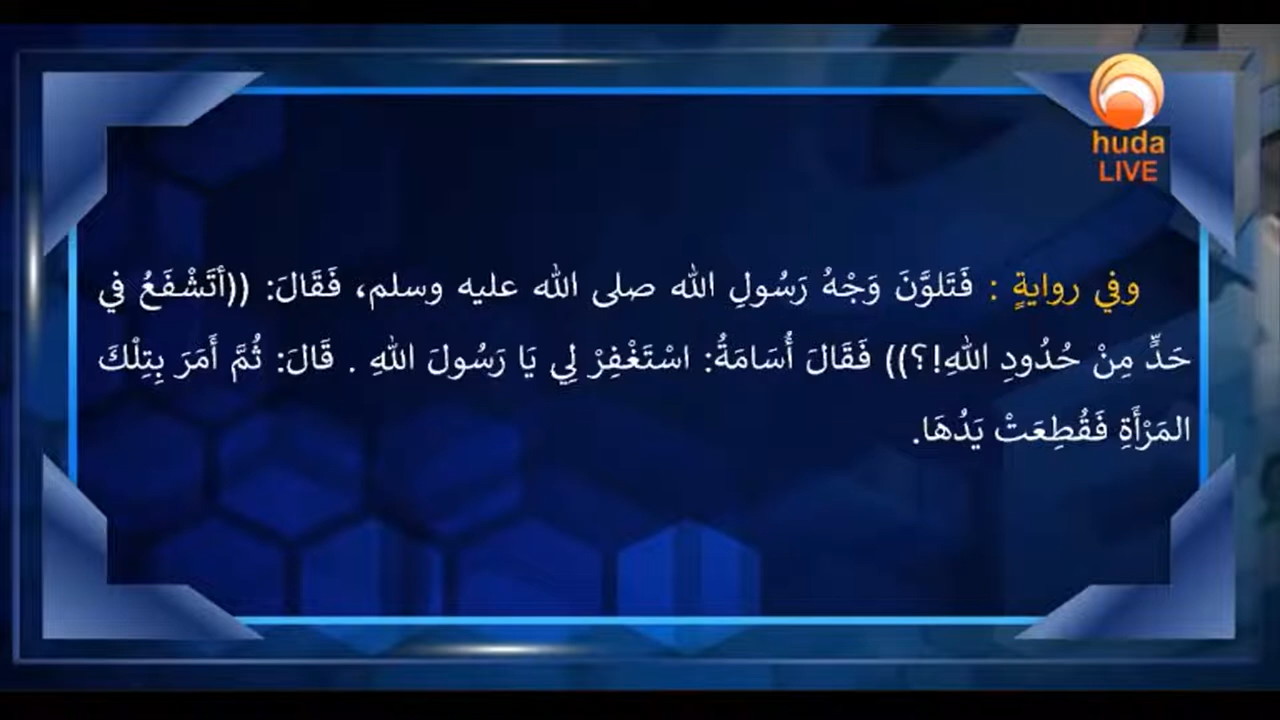 huda
LIVE
وفي روايةٍ : فَتَلوَّنَ وَجْهُ رَسُولِ الله صلى الله عليه وسلم، فَقَالَ: ((أتَشْفَعُ في
حَدٍّ مِنْ حُدُودِ اللهِ!؟)) فَقَالَ أُسَامَةُ: اسْتَغْفِرْ لِي يَا رَسُولَ اللهِ . قَالَ: ثُمَّ أَمَرَ بِتِلْكَ
المَرْأَةِ فَقُطِعَتْ يَدُهَا.